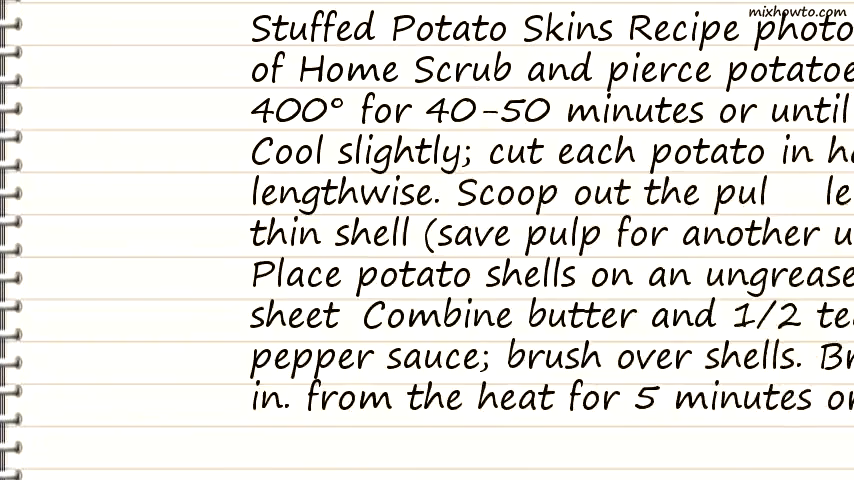 mixhowto.com
Stuffed Potato Skins Recipe photo
of Home Scrub and pierce potatoe
400° for 40-50 minutes or until
Cool slightly; cut each potato in ha
lengthwise. Scoop out the pul le
thin shell (save pulp for another u
Place potato shells on an ungrease
sheet Combine butter and 1/2 te
pepper sauce; brush over shells. Br
in. from the heat for 5 minutes or